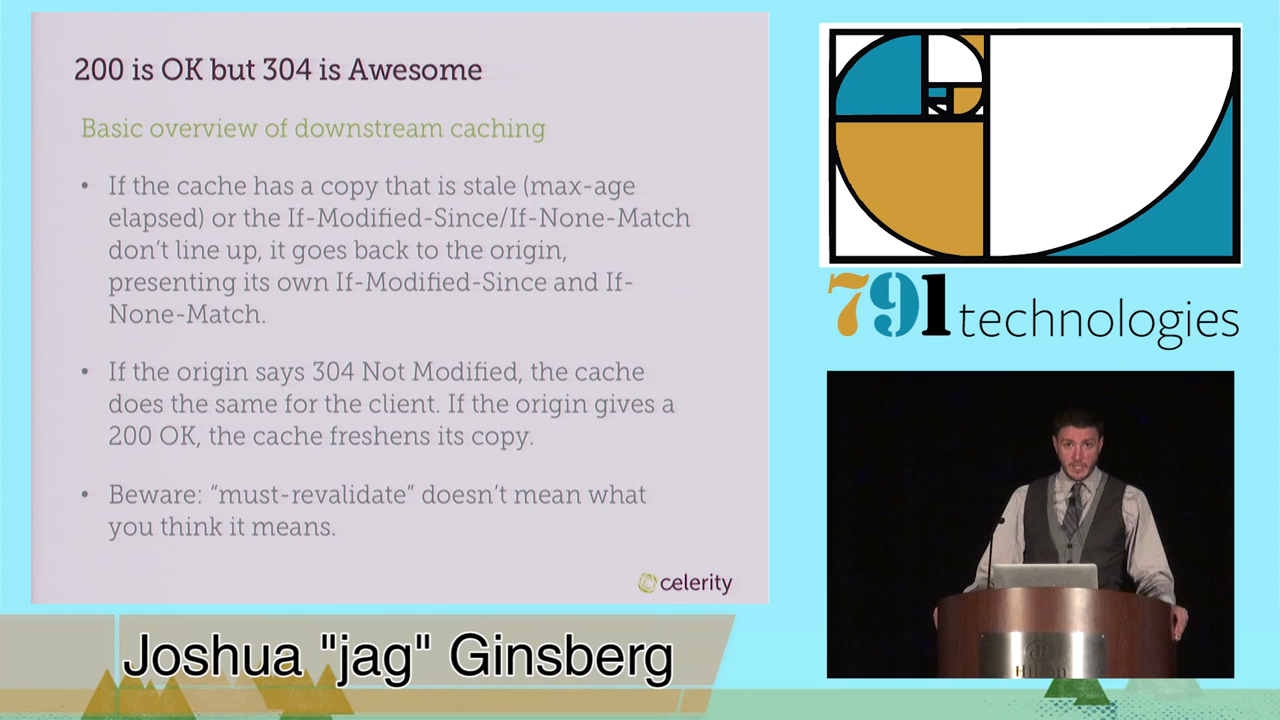 200 is OK but 304 is Awesome
Basic overview of downstream caching
• If the cache has a copy that is stale (max-age
elapsed) or the If-Modified-Since/If-None-Match
don't line up, it goes back to the origin,
presenting its own If-Modified-Since and If-
None-Match.
• If the origin says 304 Not Modified, the cache
does the same for the client. If the origin gives a
200 OK, the cache freshens its copy.
• Beware: "must-revalidate" doesn't mean what
you think it means.
celerity
791 technologies
Hilton
Joshua "jag" Ginsberg